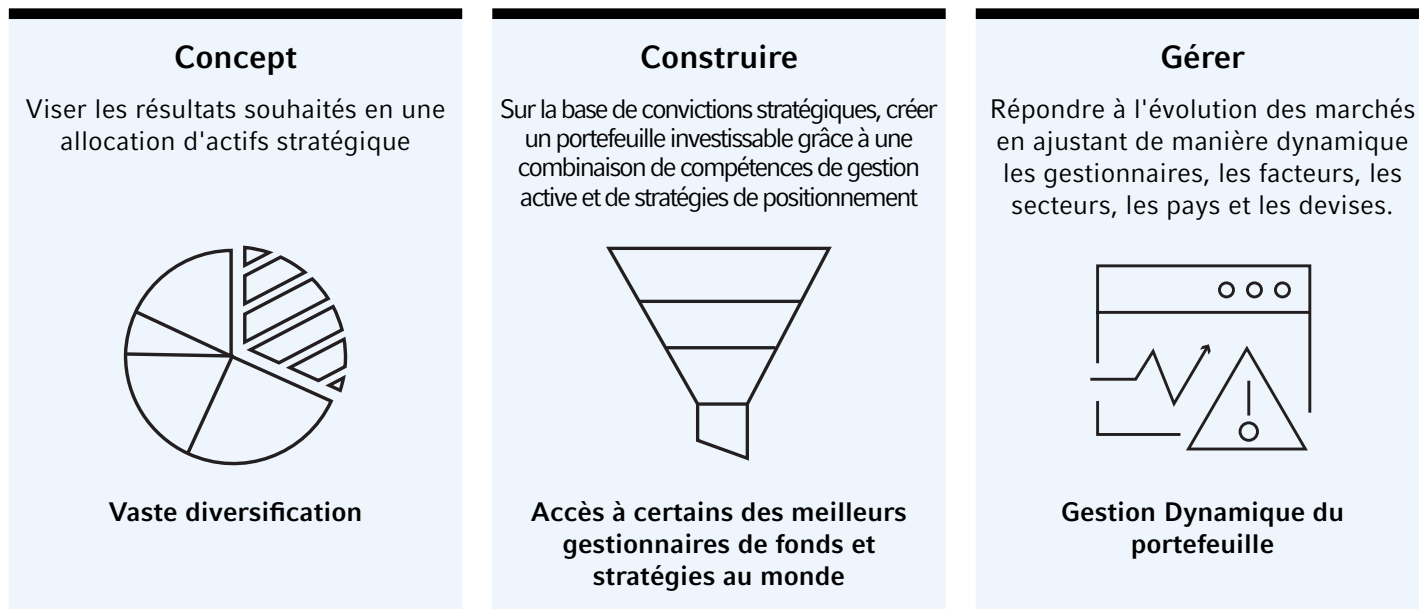 Concept
Viser les résultats souhaités en une
allocation d'actifs stratégique
Vaste diversification
Construire
Sur la base de convictions stratégiques, créer
un portefeuille investissable grâce à une
combinaison de compétences de gestion
active et de stratégies de positionnement
Accès à certains des meilleurs
gestionnaires de fonds et
stratégies au monde
Gérer
Répondre à l'évolution des marchés
en ajustant de manière dynamique
les gestionnaires, les facteurs, les
secteurs, les pays et les devises.
Gestion Dynamique du
portefeuille